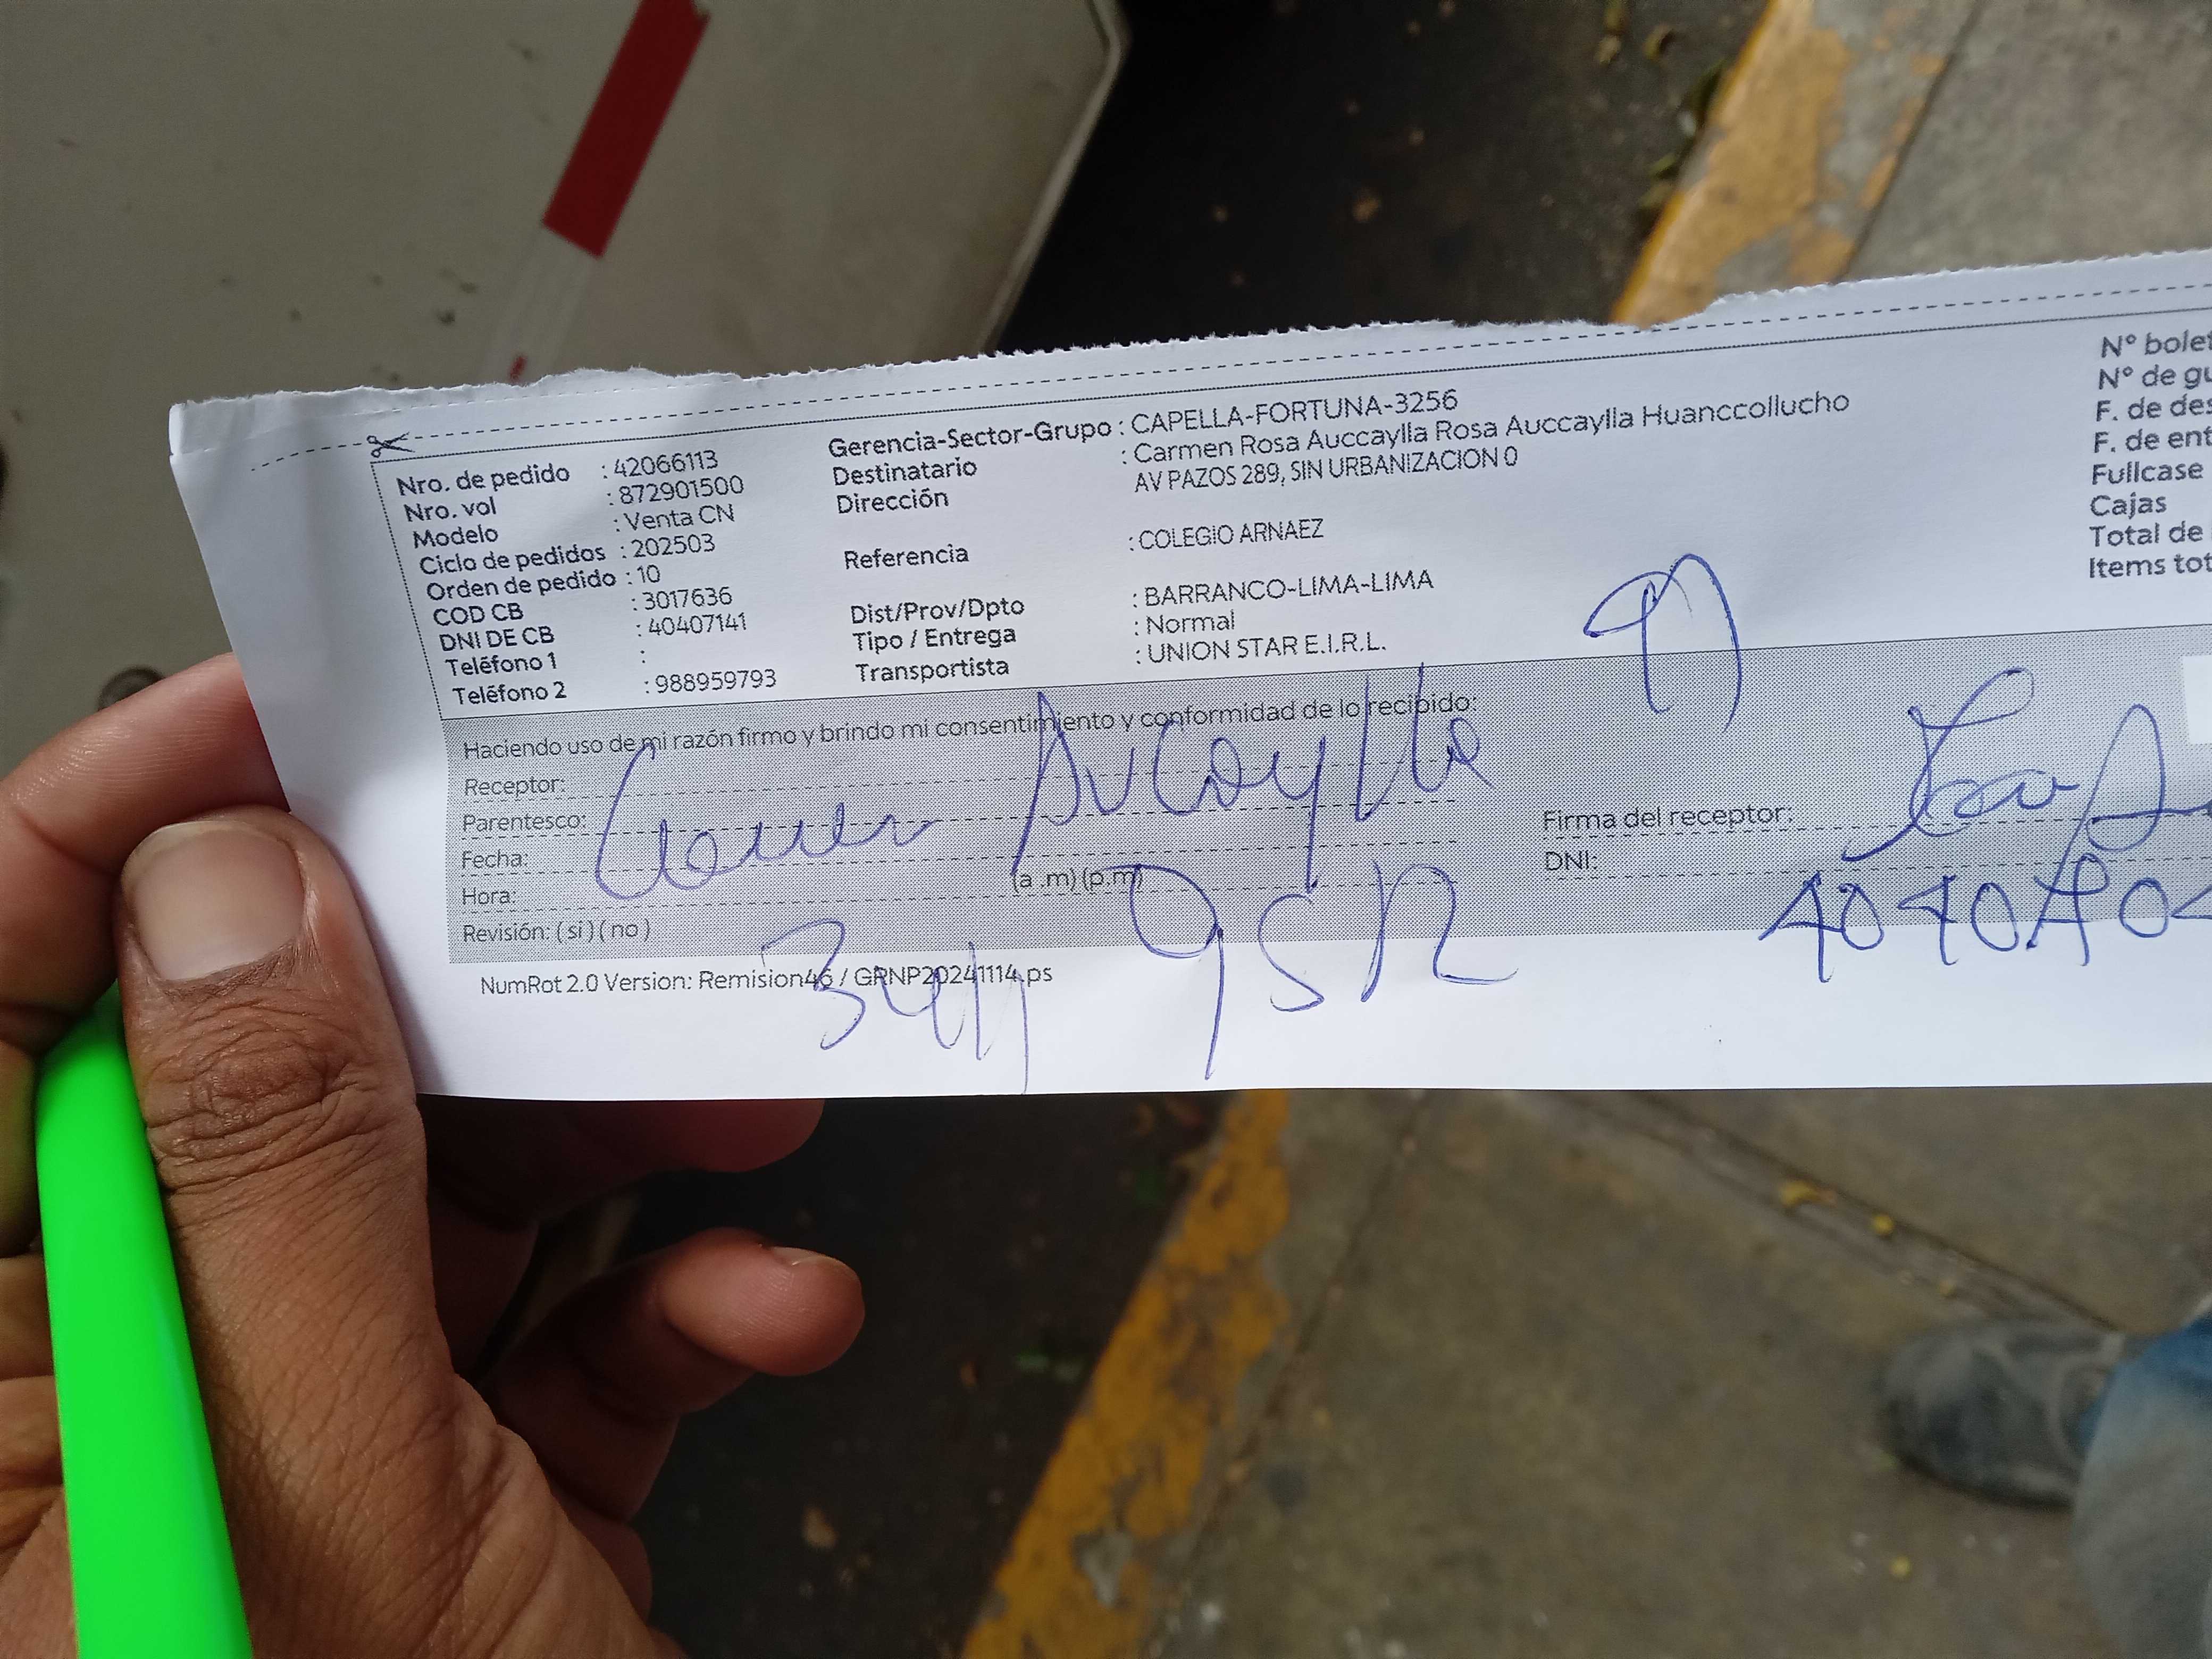 Nro. de pedido : 42066113
Nro. vol : 872901500
Modelo : Venta CN
Ciclo de pedidos : 202503
Orden de pedido : 10
COD CB : 3017636
DNI DE CB : 40407141
Teléfono 1 :
Teléfono 2 : 988959793
Gerencia-Sector-Grupo : CAPELLA-FORTUNA-3256
Destinatario : Carmen Rosa Auccaylla Rosa Auccaylla Huanccollucho
Dirección AV PAZOS 289, SIN URBANIZACION 0
Referencia : COLEGIO ARNAEZ
Dist/Prov/Dpto : BARRANCO-LIMA-LIMA
Tipo / Entrega : Normal
Transportista : UNION STAR E.I.R.L.
N° bolet
N° de gu
F. de des
F. de ent
Fullcase
Cajas
Total de
Items tot
Haciendo uso de mi razón firmo y brindo mi consentimiento y conformidad de lo recibido:
Receptor:
Parentesco:
Fecha:
Hora: (a .m) (p.m)
Revisión: ( si ) ( no )
Firma del receptor:
DNI:
NumRot 2.0 Version: Remision46 / GRNP20241114.ps